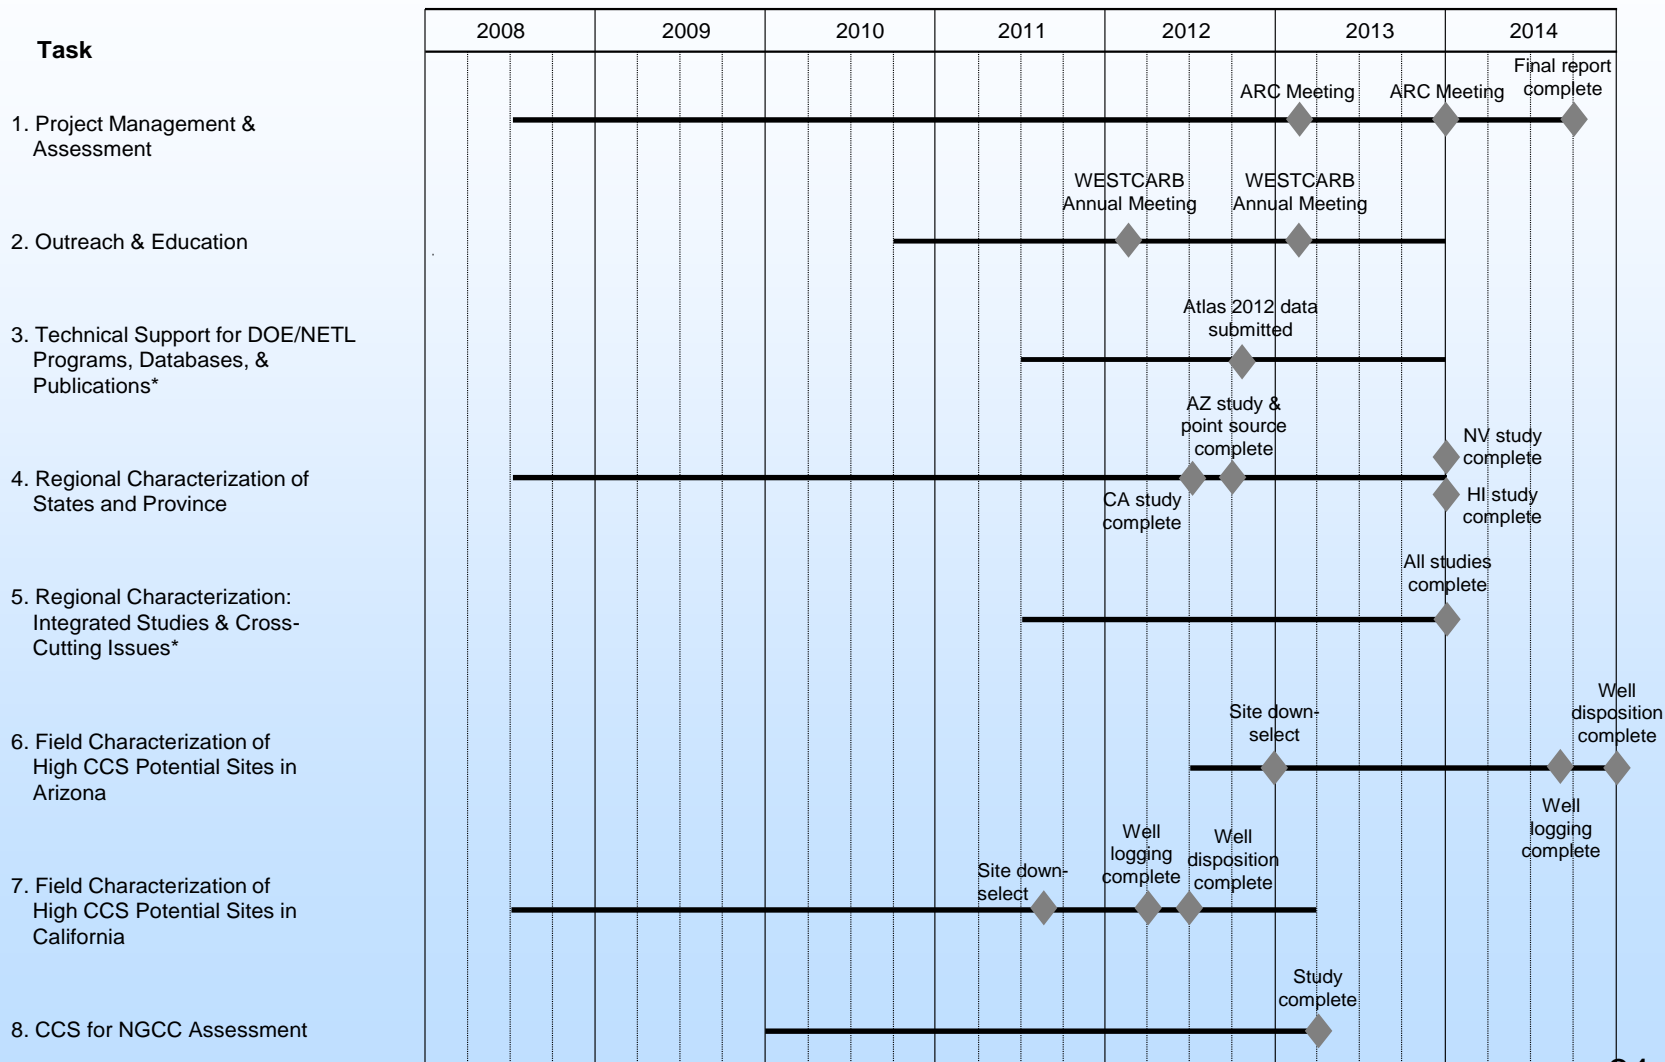 Task
2008 2009 2010 2011 2012 2013 2014
1. Project Management &
Assessment
ARC Meeting
ARC Meeting
Final report
complete
2. Outreach & Education
WESTCARB
Annual Meeting
WESTCARB
Annual Meeting
3. Technical Support for DOE/NETL
Programs, Databases, &
Publications*
Atlas 2012 data
submitted
4. Regional Characterization of
States and Province
CA study
complete
AZ study &
point source
complete
NV study
complete
HI study
complete
5. Regional Characterization:
Integrated Studies & Cross-
Cutting Issues*
All studies
complete
6. Field Characterization of
High CCS Potential Sites in
Arizona
Site down-
select
Well
logging
complete
Well
disposition
complete
7. Field Characterization of
High CCS Potential Sites in
California
Site down-
select
Well
logging
complete
Well
disposition
complete
8. CCS for NGCC Assessment
Study
complete